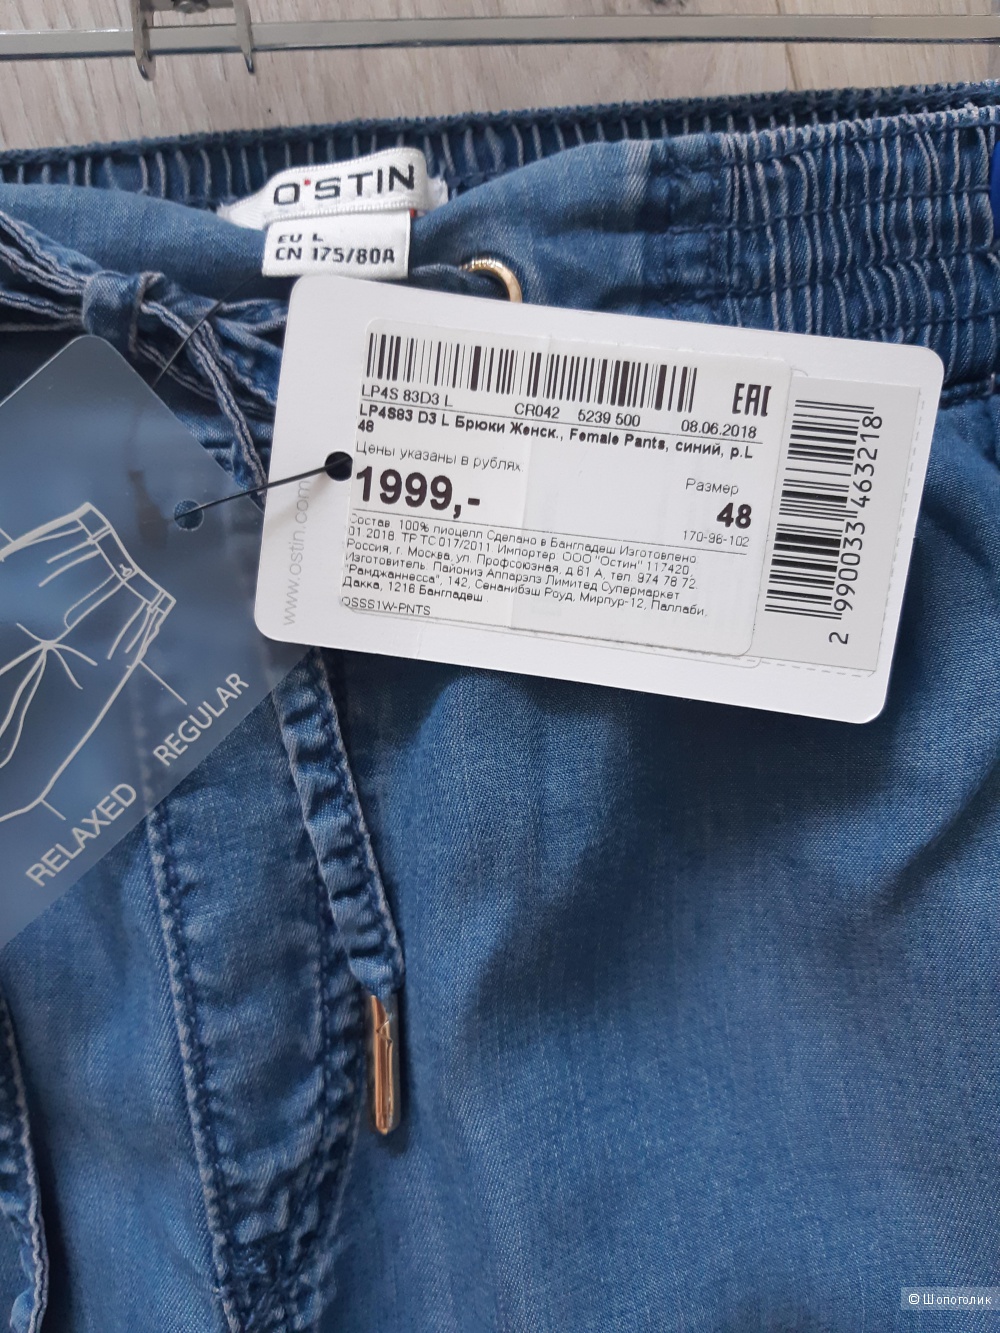 O'STIN
EU L
CN 175/80A
LP4S 83D3 L
CR042 5239 500 08.06.2018
LP4S83 D3 L Брюки Женск., Female Pants, синий, р.L
48
Цены указаны в рублях
1999,-
Размер
48
170-96-102
Состав 100% лиоцелл Сделано в Бангладеш Изготовлено
01.2018. ТР ТС 017/2011. Импортер ООО "Остин" 117420
Россия, г. Москва, ул. Профсоюзная, д.61 А, тел. 974 78 72.
Изготовитель Пайониэ Аппарэлз Лимитед Супермаркет
"Рамджаннесса", 142, Сенанибэш Роуд, Мирпур-12, Паллаби,
Дакка, 1216 Бангладеш
OSSS1W-PNTS
EAC
2 990033 463218
www.ostin.com
RELAXED REGULAR
© Шопоголик